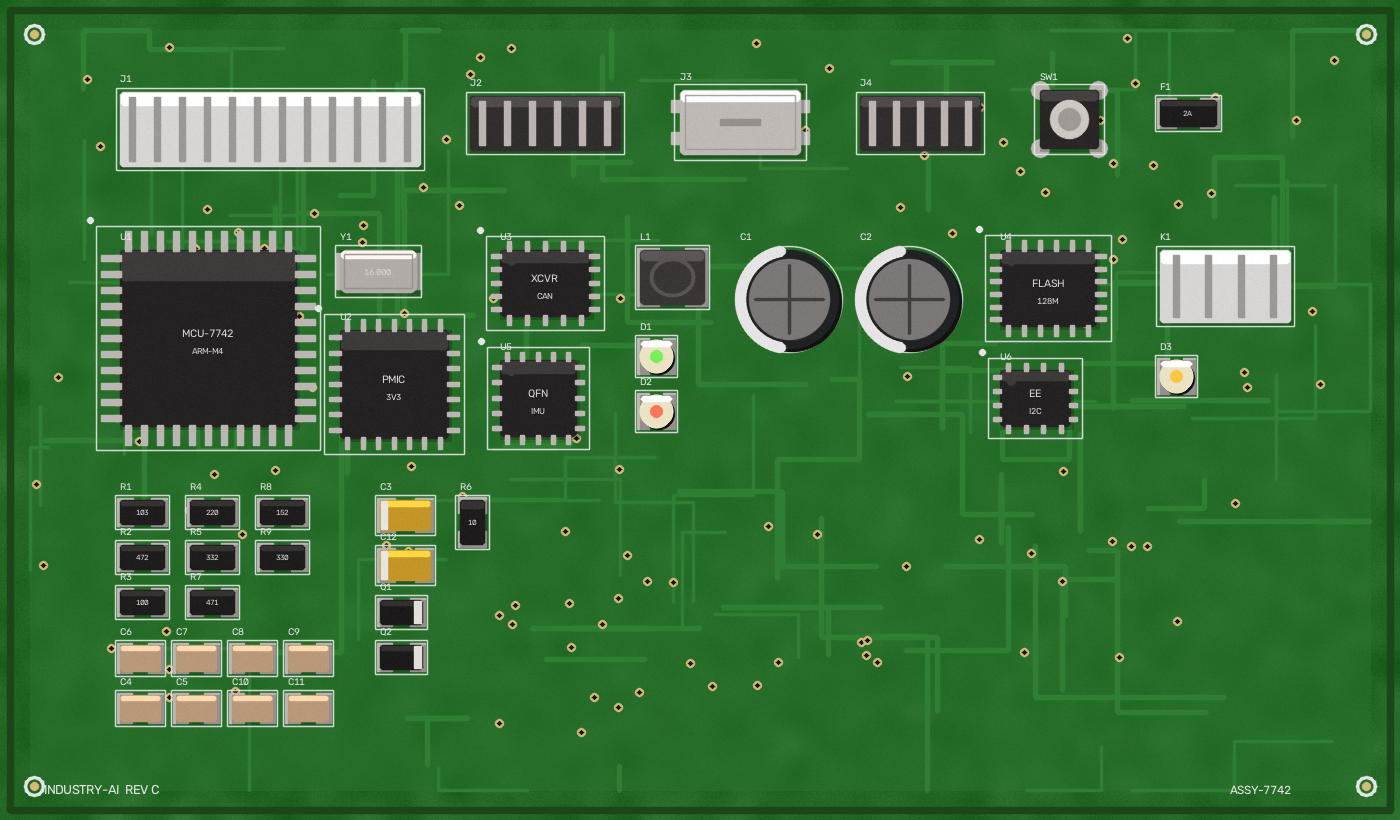 J1
J2
J3
J4
SW1
F1
2A
U1
MCU-7742
ARM-M4
Y1
16.000
U2
PMIC
3V3
U3
XCVR
CAN
U5
QFN
IMU
L1
D1
D2
C1
C2
U4
FLASH
128M
U6
EE
I2C
K1
D3
R1
103
R4
220
R8
152
R2
472
R5
332
R9
330
R3
100
R7
471
C3
C12
R6
10
Q1
Q2
C6
C7
C8
C9
C4
C5
C10
C11
INDUSTRY-AI REV C
ASSY-7742